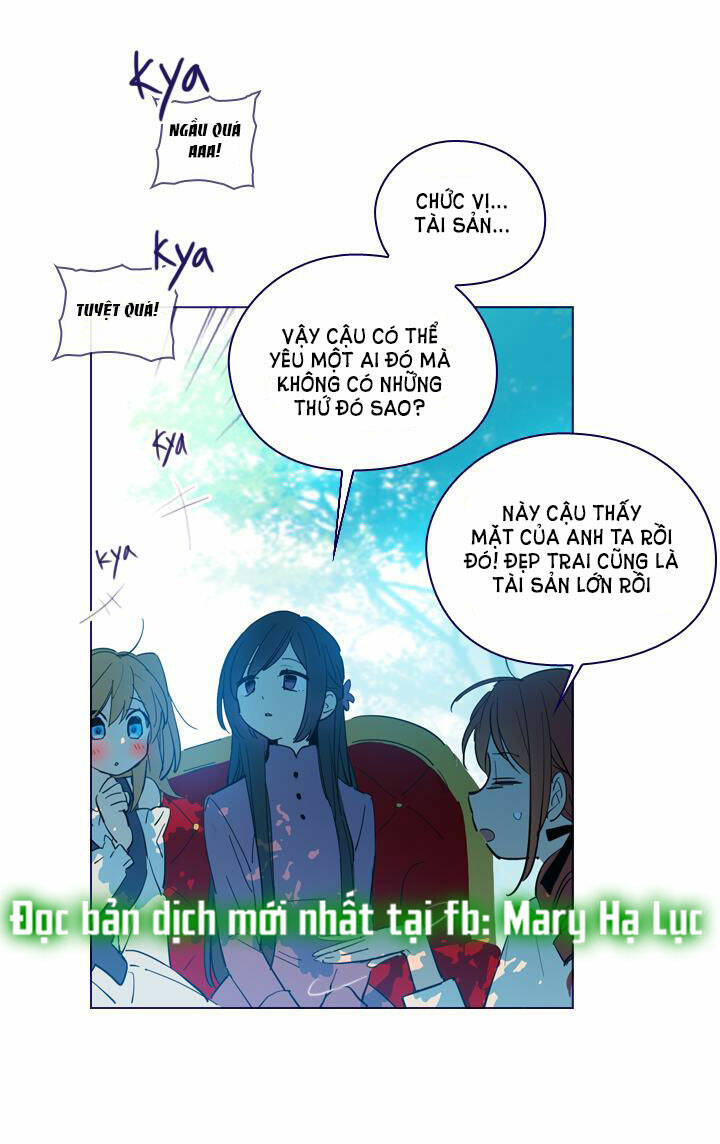 Kya
NGẦU QUÁ
AAA!
CHỨC VỊ...
TÀI SẢN...
Kya
TUYỆT QUÁ!
VẬY CẬU CÓ THỂ
YÊU MỘT AI ĐÓ MÀ
KHÔNG CÓ NHỮNG
THỨ ĐÓ SAO?
Kya
NÀY CẬU THẤY
MẶT CỦA ANH TA RỒI
ĐÓ! ĐẸP TRAI CŨNG LÀ
TÀI SẢN LỚN RỒI
Kya
Đọc bản dịch mới nhất tại fb: Mary Hạ Lục